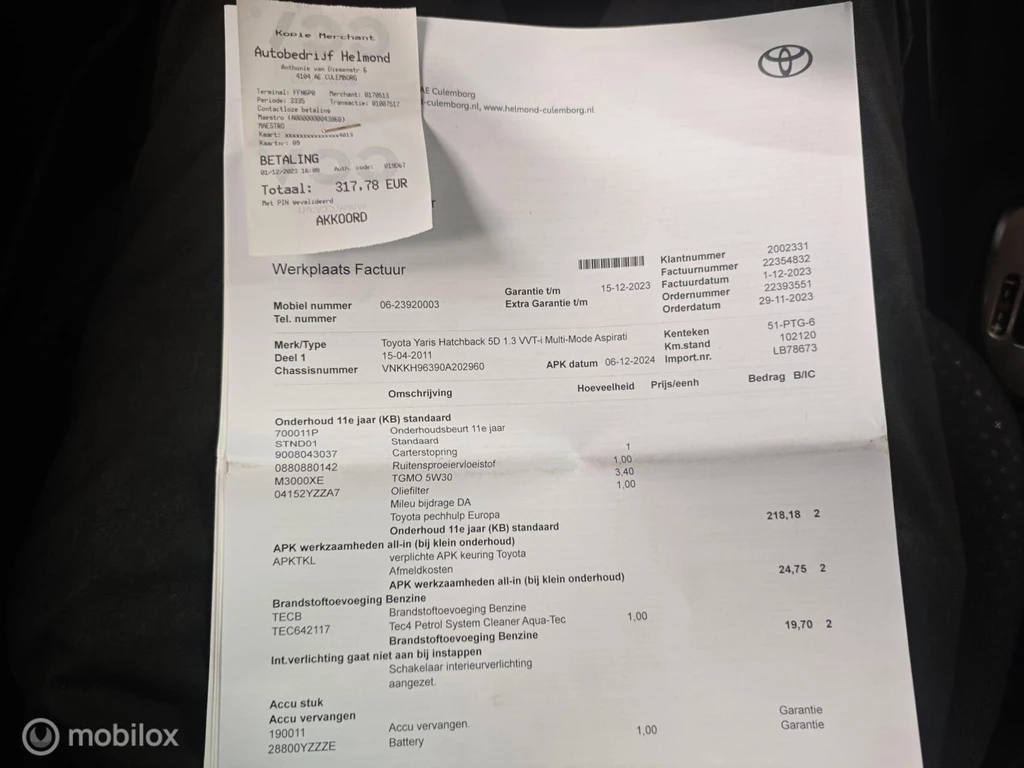 Kopie Merchant
Autobedrijf Helmond
Anthonie van Diemenstr 6
4104 AE CULEMBORG
Terminal: FFNGP0 Merchant: 0170513
Periode: 3335 Transactie: 01007517
Contactloze betaling
Maestro (A0000000043060)
MAESTRO
Kaart: xxxxxxxxxxxxxxx4013
Kaartnr: 09
BETALING
01/12/2023 16:00 Auth. code: 019D67
Totaal: 317,78 EUR
Met PIN gevalideerd
AKKOORD
AE Culemborg
-culemborg.nl, www.helmond-culemborg.nl
Werkplaats Factuur
Klantnummer 2002331
Factuurnummer 22354832
Garantie t/m 15-12-2023 Factuurdatum 1-12-2023
Mobiel nummer 06-23920003 Extra Garantie t/m Ordernummer 22393551
Tel. nummer Orderdatum 29-11-2023
Merk/Type Toyota Yaris Hatchback 5D 1.3 VVT-i Multi-Mode Aspirati Kenteken 51-PTG-6
Deel 1 15-04-2011 Km.stand 102120
Chassisnummer VNKKH96390A202960 APK datum 06-12-2024 Import.nr. LB78673
Omschrijving Hoeveelheid Prijs/eenh Bedrag B/IC
Onderhoud 11e jaar (KB) standaard
700011P Onderhoudsbeurt 11e jaar
STND01 Standaard
9008043037 Carterstopring 1
0880880142 Ruitensproeiervloeistof 1,00
M3000XE TGMO 5W30 3,40
04152YZZA7 Oliefilter 1,00
Mileu bijdrage DA
Toyota pechhulp Europa
Onderhoud 11e jaar (KB) standaard 218,18 2
APK werkzaamheden all-in (bij klein onderhoud)
APKTKL verplichte APK keuring Toyota
Afmeldkosten
APK werkzaamheden all-in (bij klein onderhoud) 24,75 2
Brandstoftoevoeging Benzine
TECB Brandstoftoevoeging Benzine
TEC642117 Tec4 Petrol System Cleaner Aqua-Tec 1,00
Brandstoftoevoeging Benzine 19,70 2
Int.verlichting gaat niet aan bij instappen
Schakelaar interieurverlichting
aangezet.
Accu stuk
Accu vervangen
190011 Accu vervangen. Garantie
28800YZZZE Battery 1,00 Garantie
mobilox